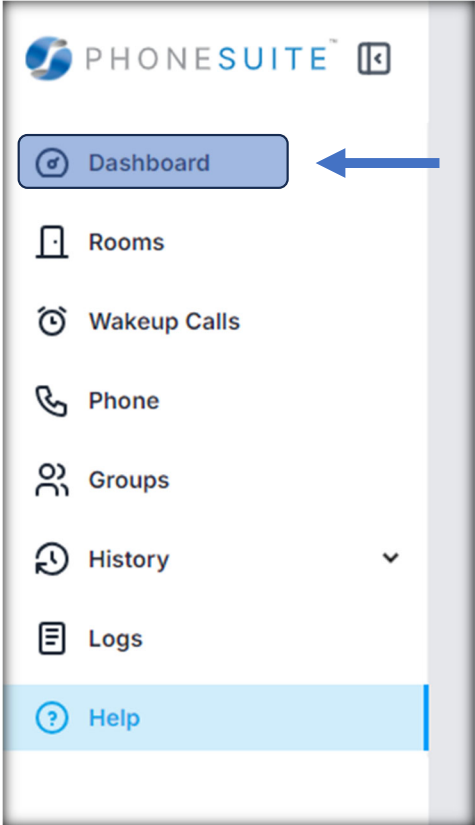 PHONESUITE™
Dashboard
Rooms
Wakeup Calls
Phone
Groups
History
Logs
Help